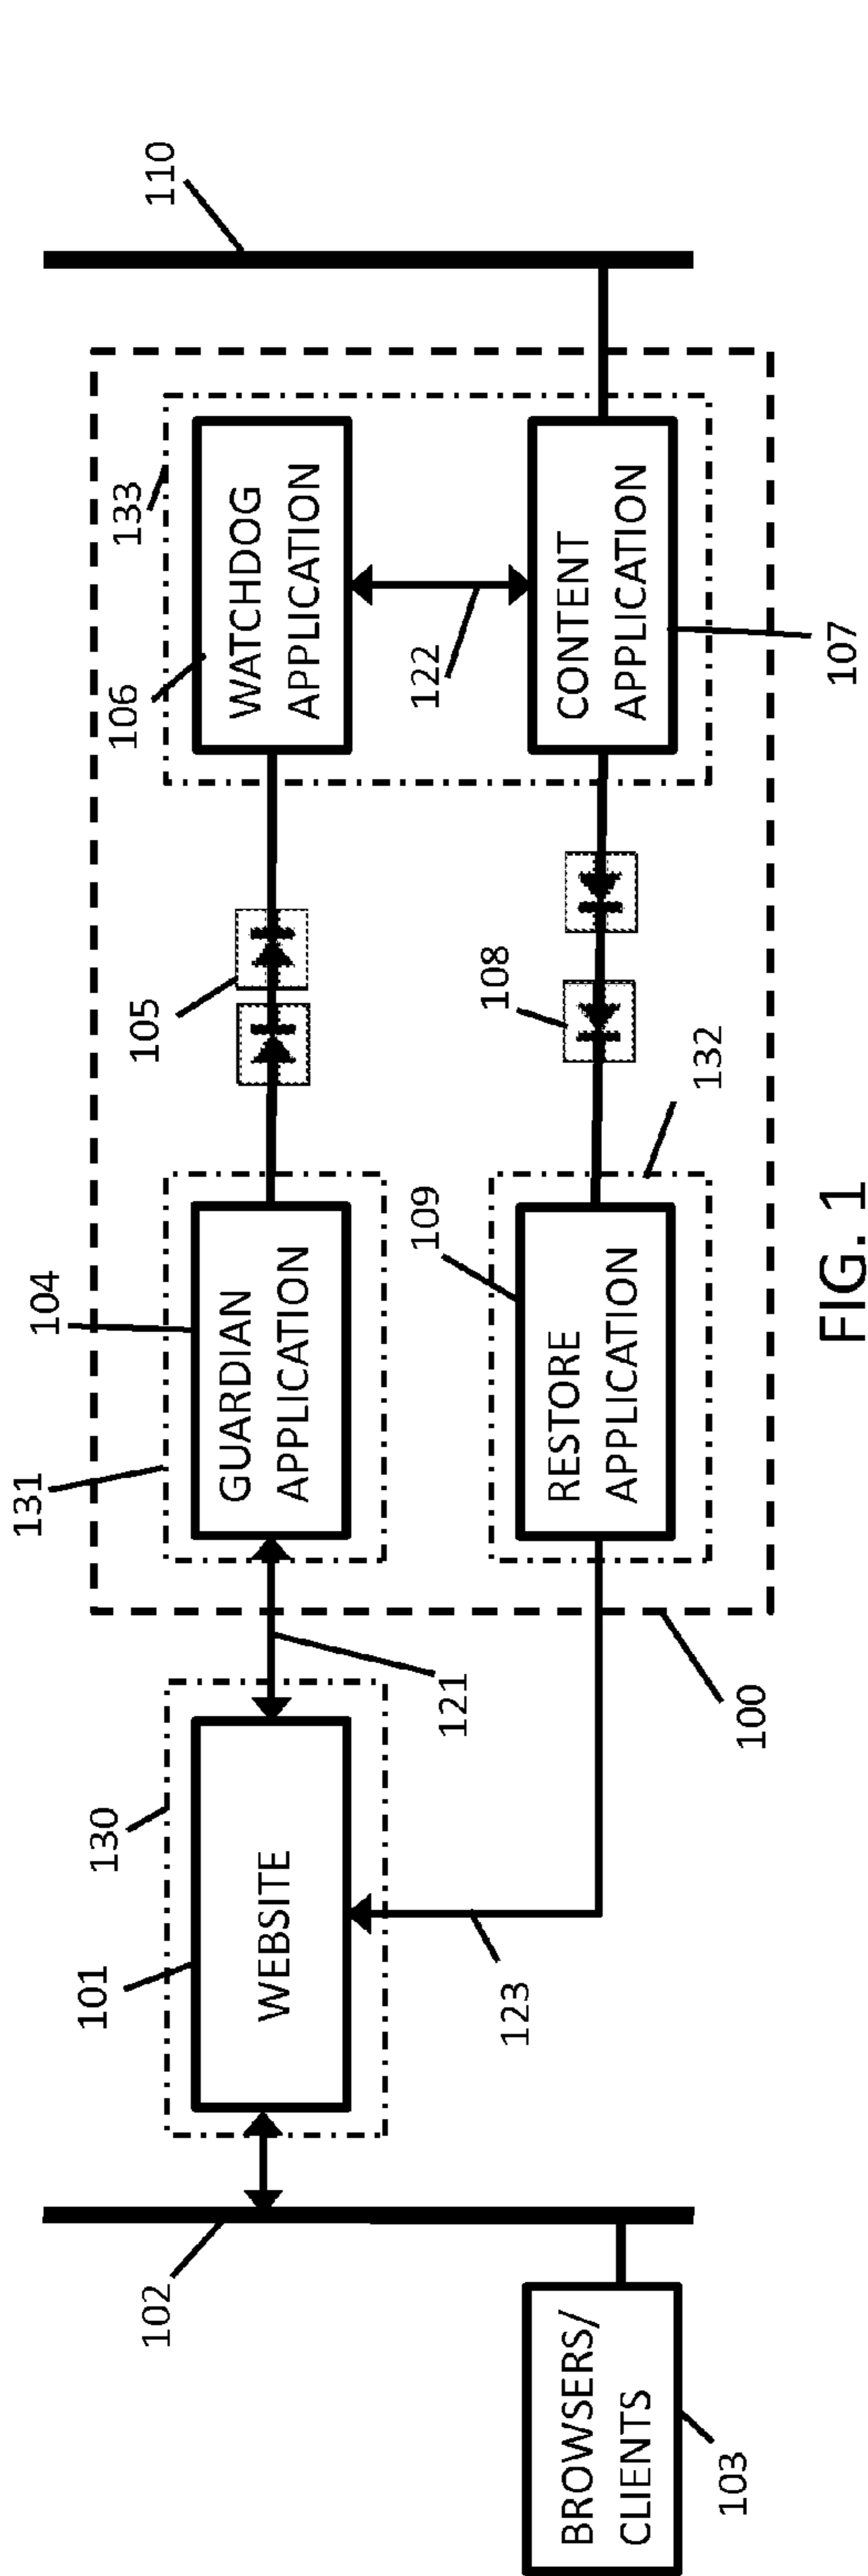 110
133
106
WATCHDOG
APPLICATION
122
CONTENT
APPLICATION
107
105
108
132
104
131
GUARDIAN
APPLICATION
109
RESTORE
APPLICATION
121
100
130
101
WEBSITE
123
102
BROWSERS/
CLIENTS
103
FIG. 1